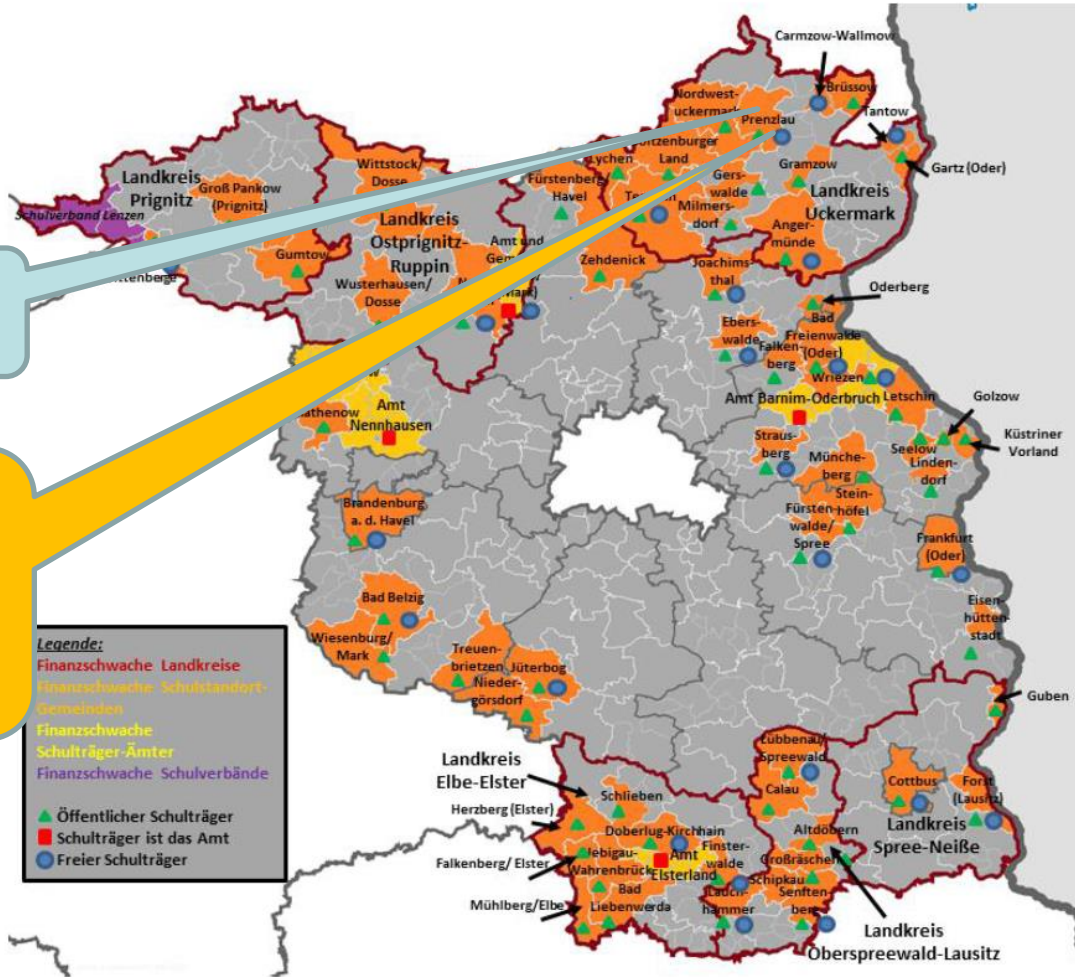 Carmzow-Wallmow
Nordwest-
uckermark
Brüssow
Tantow
Prenzlau
Land
Lychen
Gartz (Oder)
Wittstock/
Dosse
Fürstenberg/
Havel
Gers-
walde
Gramzow
Landkreis
Uckermark
Landkreis
Prignitz
Groß Pankow
(Prignitz)
Schulverband Lenzen
Milmers-
dorf
Landkreis
Ostprignitz-
Ruppin
Amt und
Anger-
münde
Gumtow
Zehdenick
Joachims-
thal
Wusterhausen/
Dosse
Oderberg
Ebers-
walde
Bad
Freienwalde
(Oder)
Falken-
berg
Wriezen
Amt Barnim-Oderbruch
Letschin
Golzow
Amt
Nennhausen
Küstriner
Vorland
Seelow
Straus-
berg
Münche-
berg
Linden-
dorf
Stein-
höfel
Brandenburg
a. d. Havel
Fürsten
walde/
Spree
Frankfurt
(Oder)
Eisen-
hütten-
stadt
Bad Belzig
Wiesenburg/
Mark
Treuen-
brietzen
Jüterbog
Nieder-
görsdorf
Guben
Legende:
Finanzschwache Landkreise
Finanzschwache Schulstandort-
Gemeinden
Finanzschwache
Schulträger-Ämter
Finanzschwache Schulverbände
Öffentlicher Schulträger
Schulträger ist das Amt
Freier Schulträger
Lübbenau/
Spreewald
Calau
Cottbus
Forst
(Lausitz)
Landkreis
Elbe-Elster
Schlieben
Herzberg (Elster)
Doberlug-Kirchhain
Altdöbern
Landkreis
Spree-Neiße
Finster-
walde
Amt
Elsterland
Falkenberg/ Elster
Uebigau-
Wahrenbrück
Großräschen
Schipkau
Bad
Liebenwerda
Mühlberg/Elbe
Lauch-
hammer
Senften-
berg
Landkreis
Oberspreewald-Lausitz